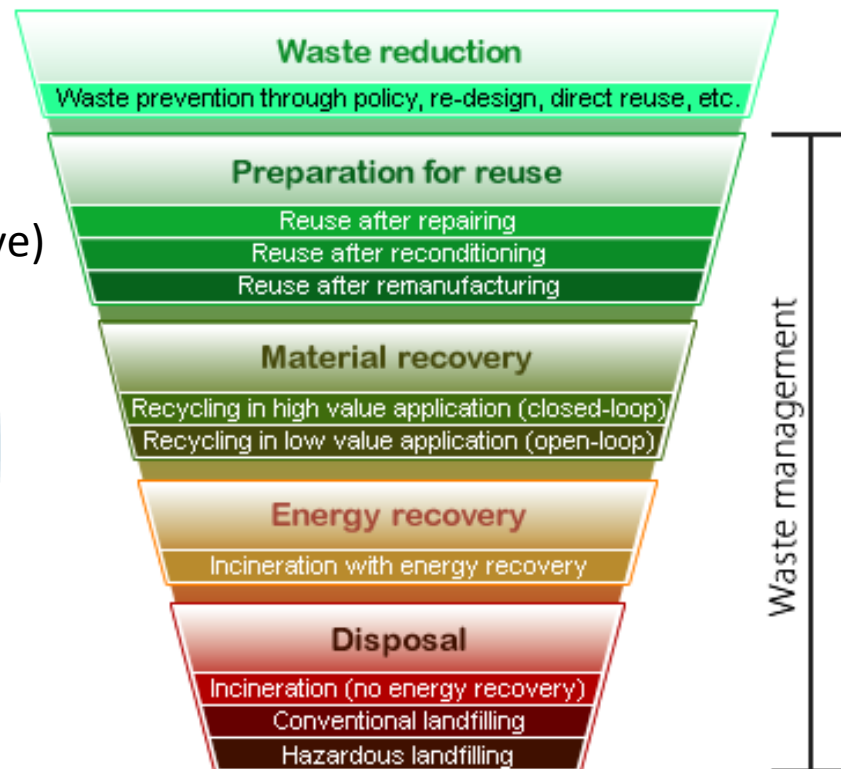 Waste reduction
Waste prevention through policy, re-design, direct reuse, etc.
Preparation for reuse
Reuse after repairing
ve)
Reuse after reconditioning
Reuse after remanufacturing
Material recovery
Recycling in high value application (closed-loop)
Recycling in low value application (open-loop)
Energy recovery
Incineration with energy recovery
Disposal
Incineration (no energy recovery)
Conventional landfilling
Hazardous landfilling
Waste management